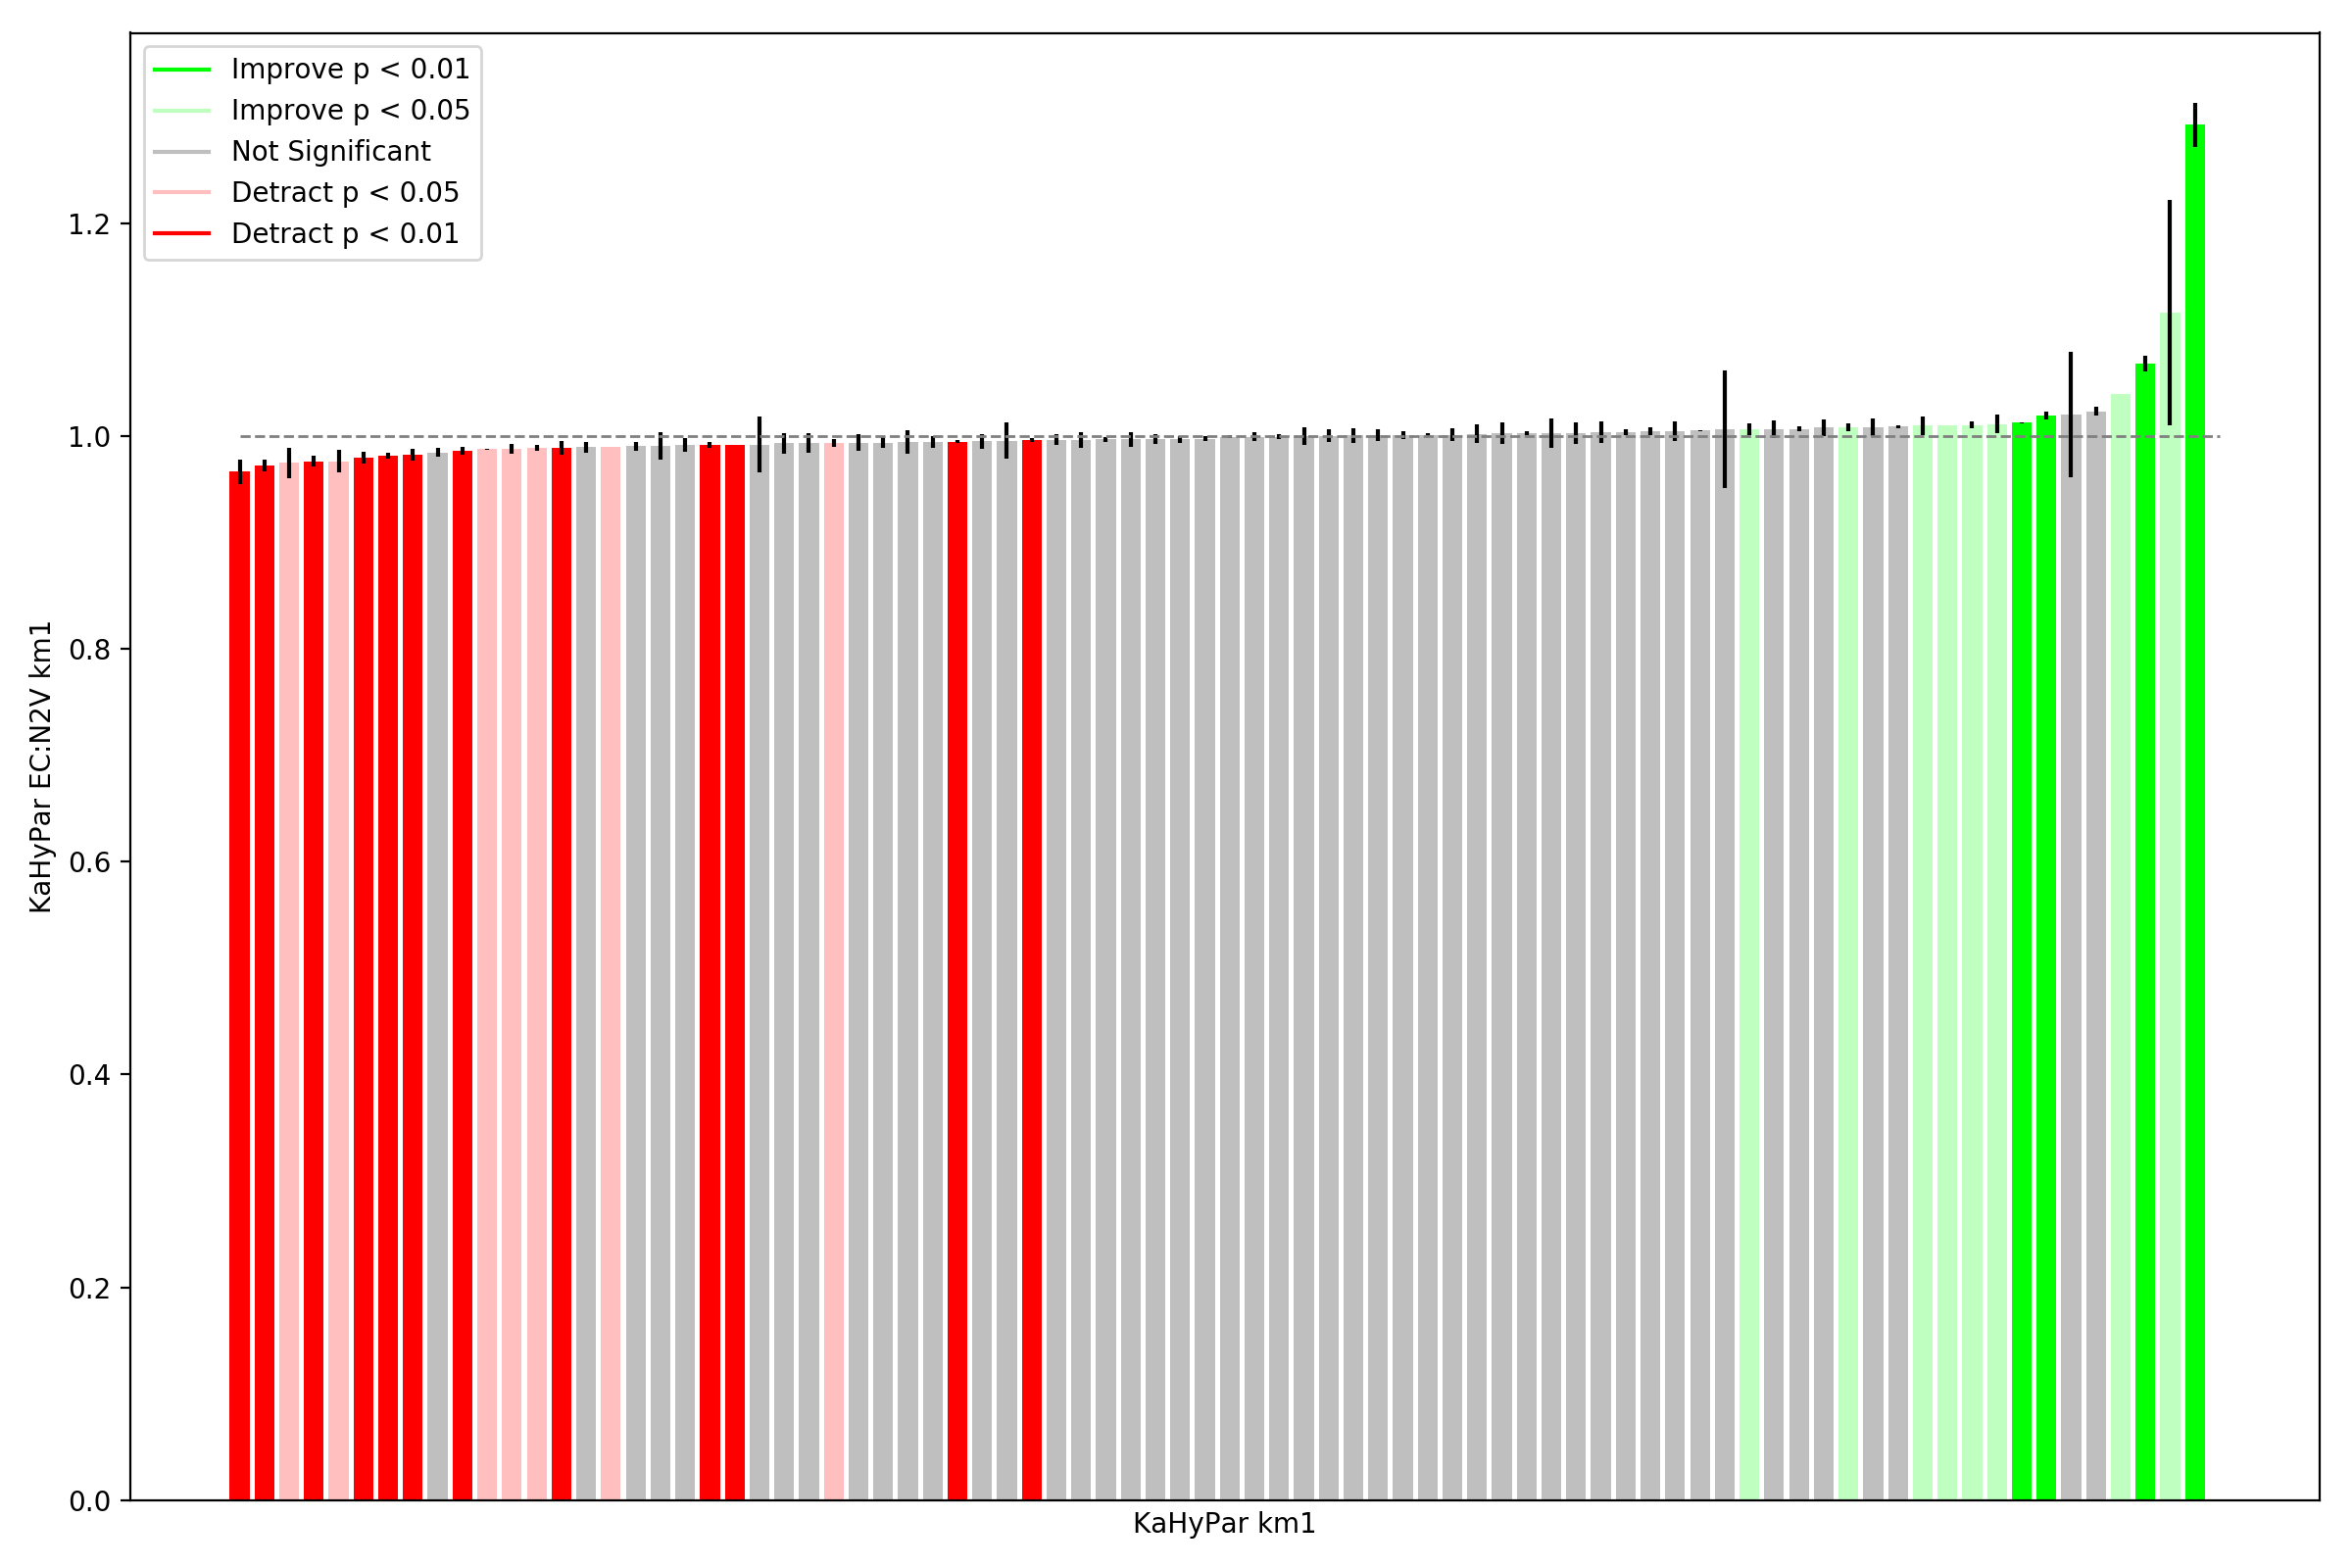 Improve p < 0.01
Improve p < 0.05
Not Significant
Detract p < 0.05
Detract p < 0.01
1.2
1.0
0.8
0.6
0.4
0.2
0.0
KaHyPar EC:N2V km1
KaHyPar km1